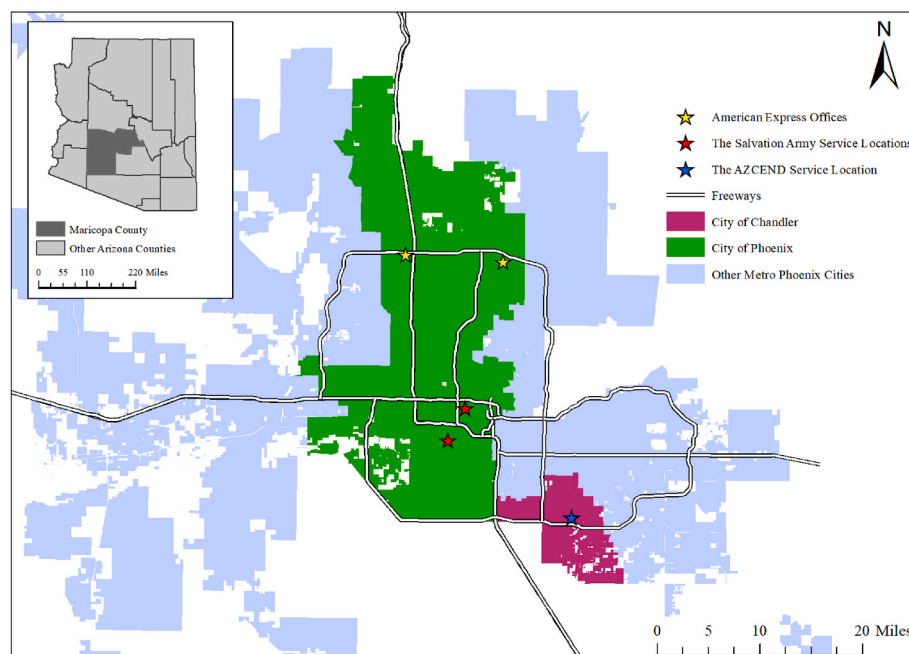 Maricopa County
Other Arizona Counties
0 55 110 220 Miles
N
American Express Offices
The Salvation Army Service Locations
The AZCEND Service Location
Freeways
City of Chandler
City of Phoenix
Other Metro Phoenix Cities
0 5 10 20 Miles